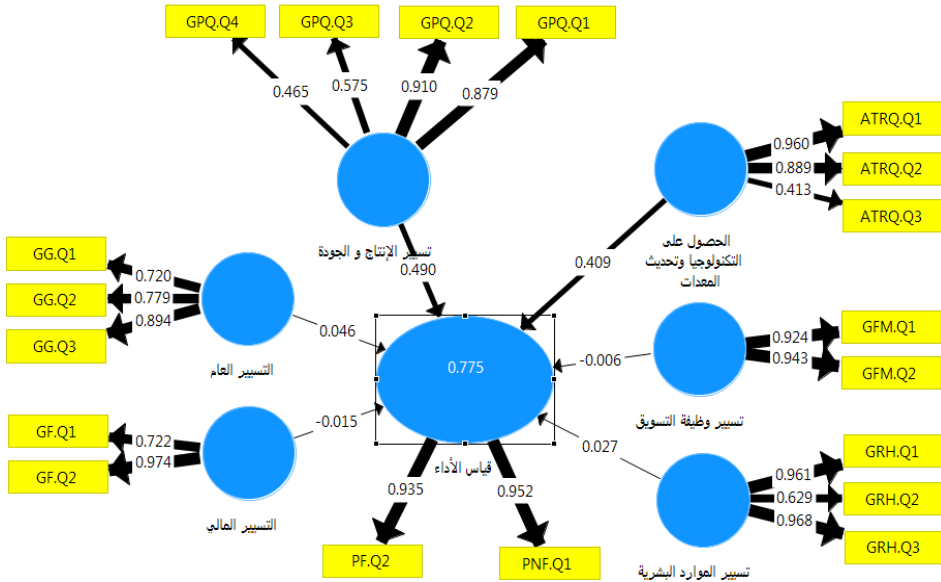 GPQ.Q4
GPQ.Q3
GPQ.Q2
GPQ.Q1
0.465
0.575
0.910
0.879
تسيير الإنتاج و الجودة
0.490
ATRQ.Q1
ATRQ.Q2
ATRQ.Q3
0.960
0.889
0.413
الحصول على
التكنولوجيا وتحديث
المعدات
0.409
GG.Q1
GG.Q2
GG.Q3
0.720
0.779
0.894
التسيير العام
0.046
0.775
قياس الأداء
-0.006
GFM.Q1
GFM.Q2
0.924
0.943
تسيير وظيفة التسويق
GF.Q1
GF.Q2
0.722
0.974
التسيير المالي
-0.015
0.027
GRH.Q1
GRH.Q2
GRH.Q3
0.961
0.629
0.968
تسيير الموارد البشرية
0.935
0.952
PF.Q2
PNF.Q1